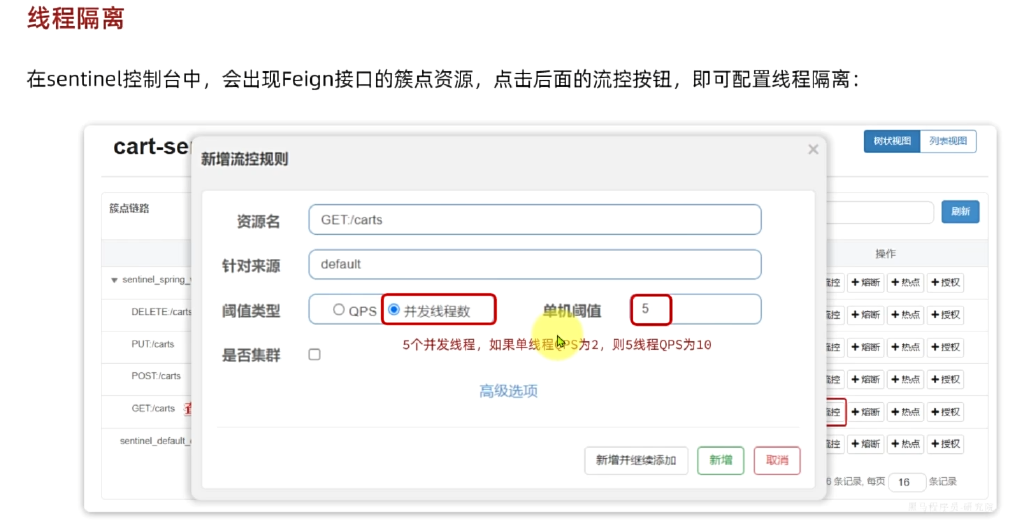 线程隔离
在sentinel控制台中，会出现Feign接口的簇点资源，点击后面的流控按钮，即可配置线程隔离：
cart-se
树状视图 列表视图
新增流控规则 ×
簇点链路
刷新
资源名 GET:/carts
操作
针对来源 default
sentinel_spring_
流控 +熔断 +热点 +授权
阈值类型 QPS 并发线程数 单机阈值 5
DELETE:/carts
流控 +熔断 +热点 +授权
5个并发线程，如果单线程QPS为2，则5线程QPS为10
PUT:/carts
流控 +熔断 +热点 +授权
是否集群
POST:/carts
流控 +熔断 +热点 +授权
高级选项
GET:/carts
流控 +熔断 +热点 +授权
sentinel_default_
流控 +熔断 +热点 +授权
新增并继续添加 新增 取消
6 条记录, 每页 16 条记录